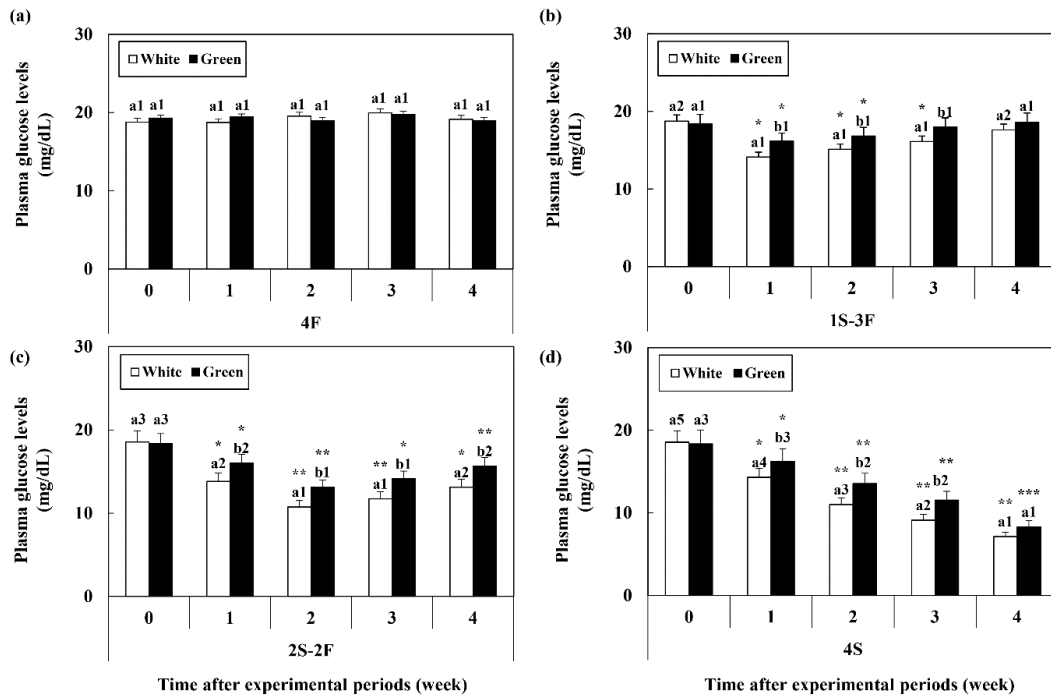 (a)
Plasma glucose levels
(mg/dL)
30
20
10
0
White Green
a1 a1 a1 a1 a1 a1 a1 a1 a1 a1
0 1 2 3 4
4F
(b)
Plasma glucose levels
(mg/dL)
30
20
10
0
White Green
* * * * *
a2 a1 a1 b1 a1 b1 a1 b1 a2 a1
0 1 2 3 4
1S-3F
(c)
Plasma glucose levels
(mg/dL)
30
20
10
0
White Green
* * ** ** ** * * **
a3 a3 a2 b2 a1 b1 a1 b1 a2 b2
0 1 2 3 4
2S-2F
Time after experimental periods (week)
(d)
Plasma glucose levels
(mg/dL)
30
20
10
0
White Green
* * ** ** ** ** ** ***
a5 a3 a4 b3 a3 b2 a2 b2 a1 a1
0 1 2 3 4
4S
Time after experimental periods (week)